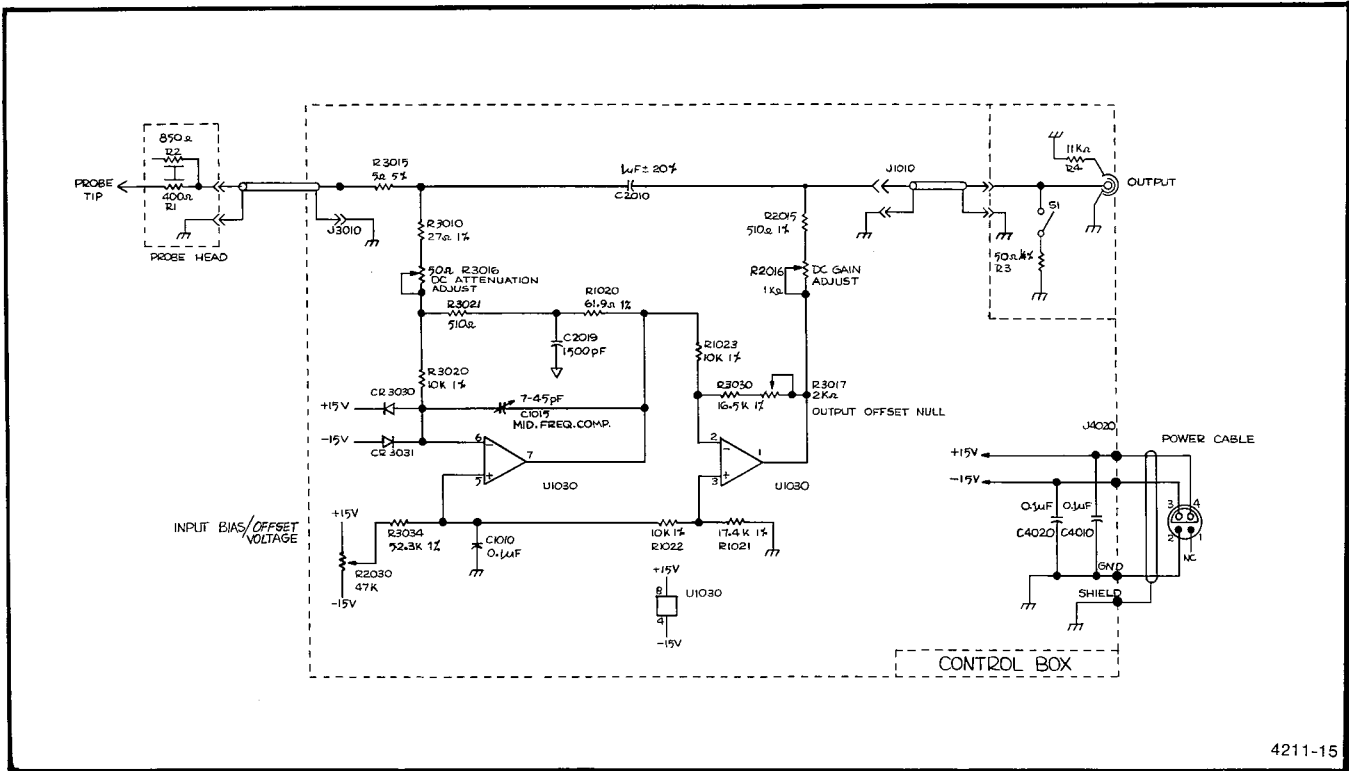 850Ω
R2
400Ω
R1
PROBE
TIP
PROBE HEAD
J3010
R3015
5Ω 5%
1µF ± 20%
C2010
J1010
11KΩ
R4
OUTPUT
S1
50Ω ¼%
R3
R3010
27Ω 1%
50Ω R3016
DC ATTENUATION
ADJUST
R2015
510Ω 1%
R2016
1KΩ
DC GAIN
ADJUST
R3021
510Ω
R1020
61.9Ω 1%
C2019
1500pF
R1023
10K 1%
R3020
10K 1%
CR3030
+15V
-15V
CR3031
7-45pF
C1015
MID. FREQ. COMP.
R3030
16.5K 1%
R3017
2KΩ
OUTPUT OFFSET NULL
6
-
5
+
7
U1030
2
-
3
+
1
U1030
INPUT BIAS/OFFSET
VOLTAGE
+15V
R2030
47K
-15V
R3034
52.3K 1%
C1010
0.1µF
10K 1%
R1022
17.4K 1%
R1021
+15V
8
U1030
4
-15V
J4020
POWER CABLE
+15V
-15V
0.1µF
C4020
0.1µF
C4010
3
4
2
1
NC
GND
SHIELD
CONTROL BOX
4211-15